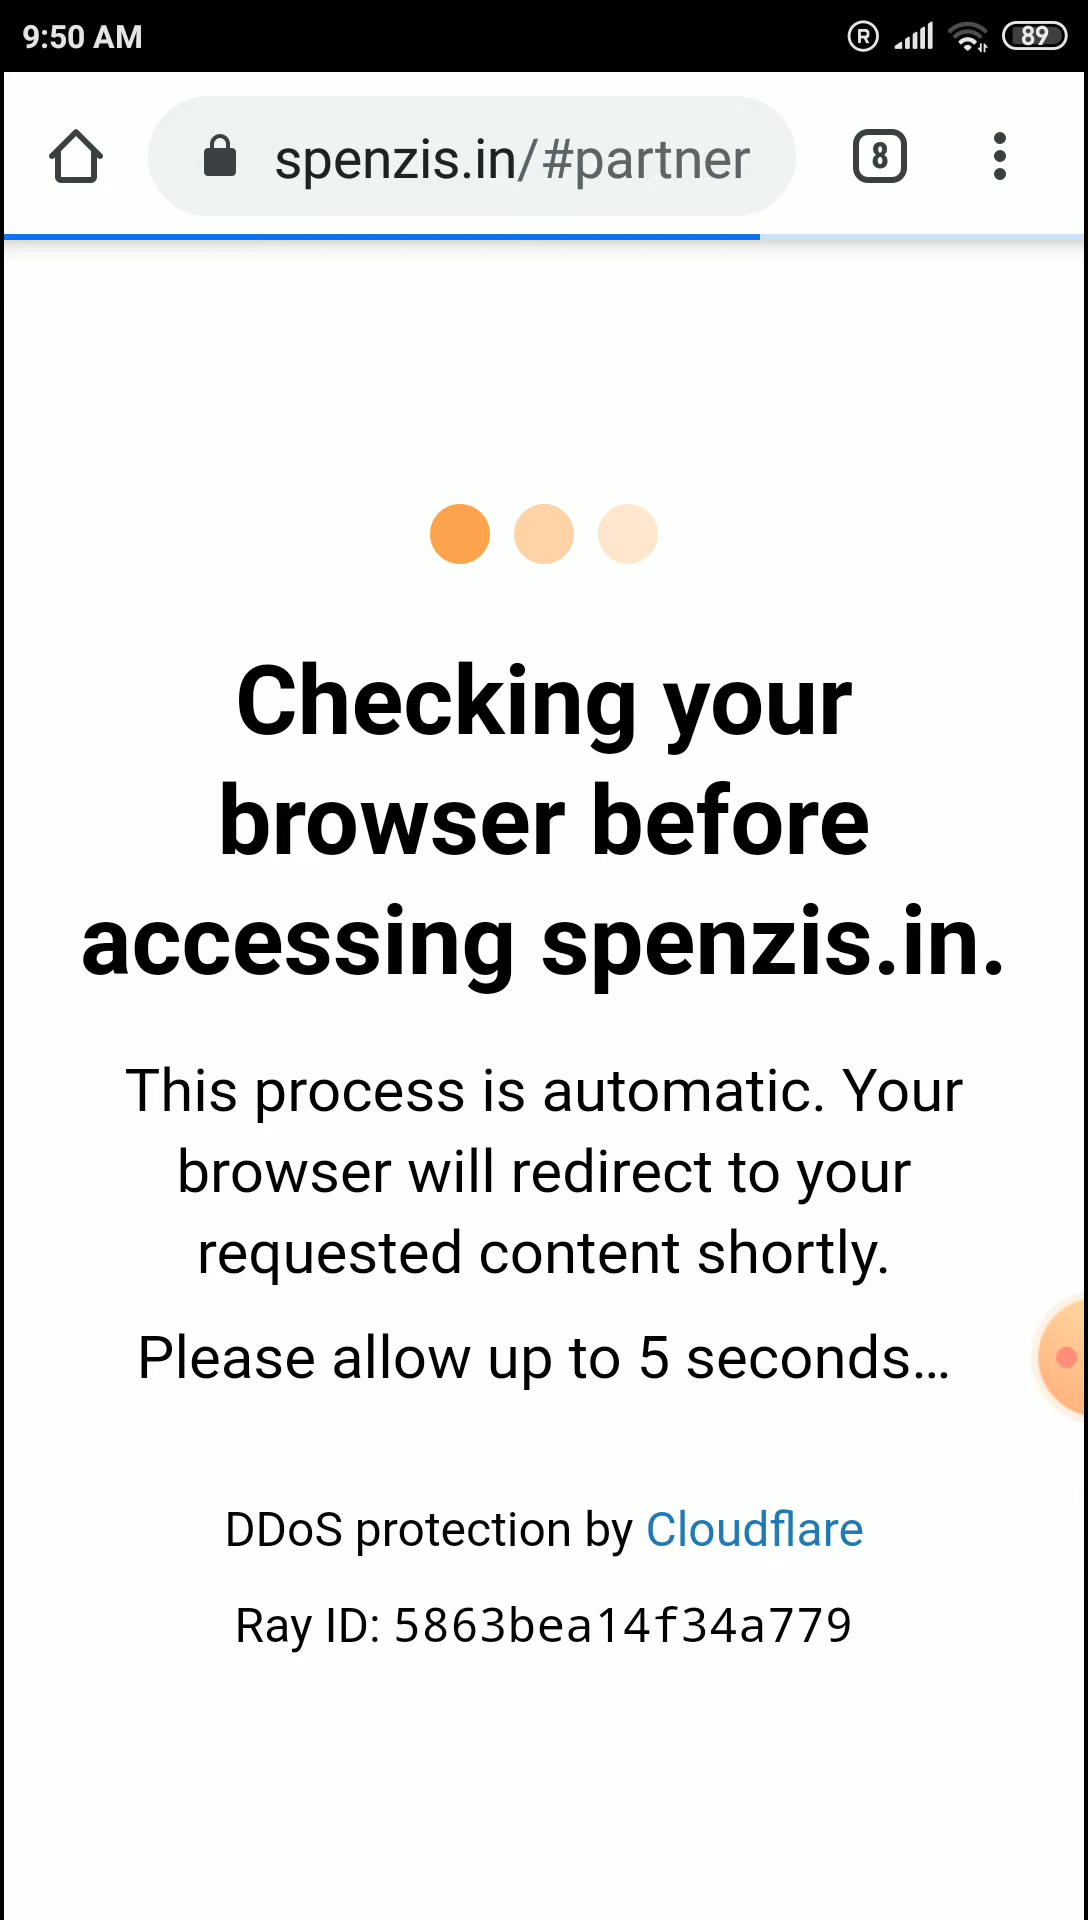 9:50 AM
R
89
spenzis.in/#partner
8
Checking your
browser before
accessing spenzis.in.
This process is automatic. Your
browser will redirect to your
requested content shortly.
Please allow up to 5 seconds...
DDoS protection by Cloudflare
Ray ID: 5863bea14f34a779